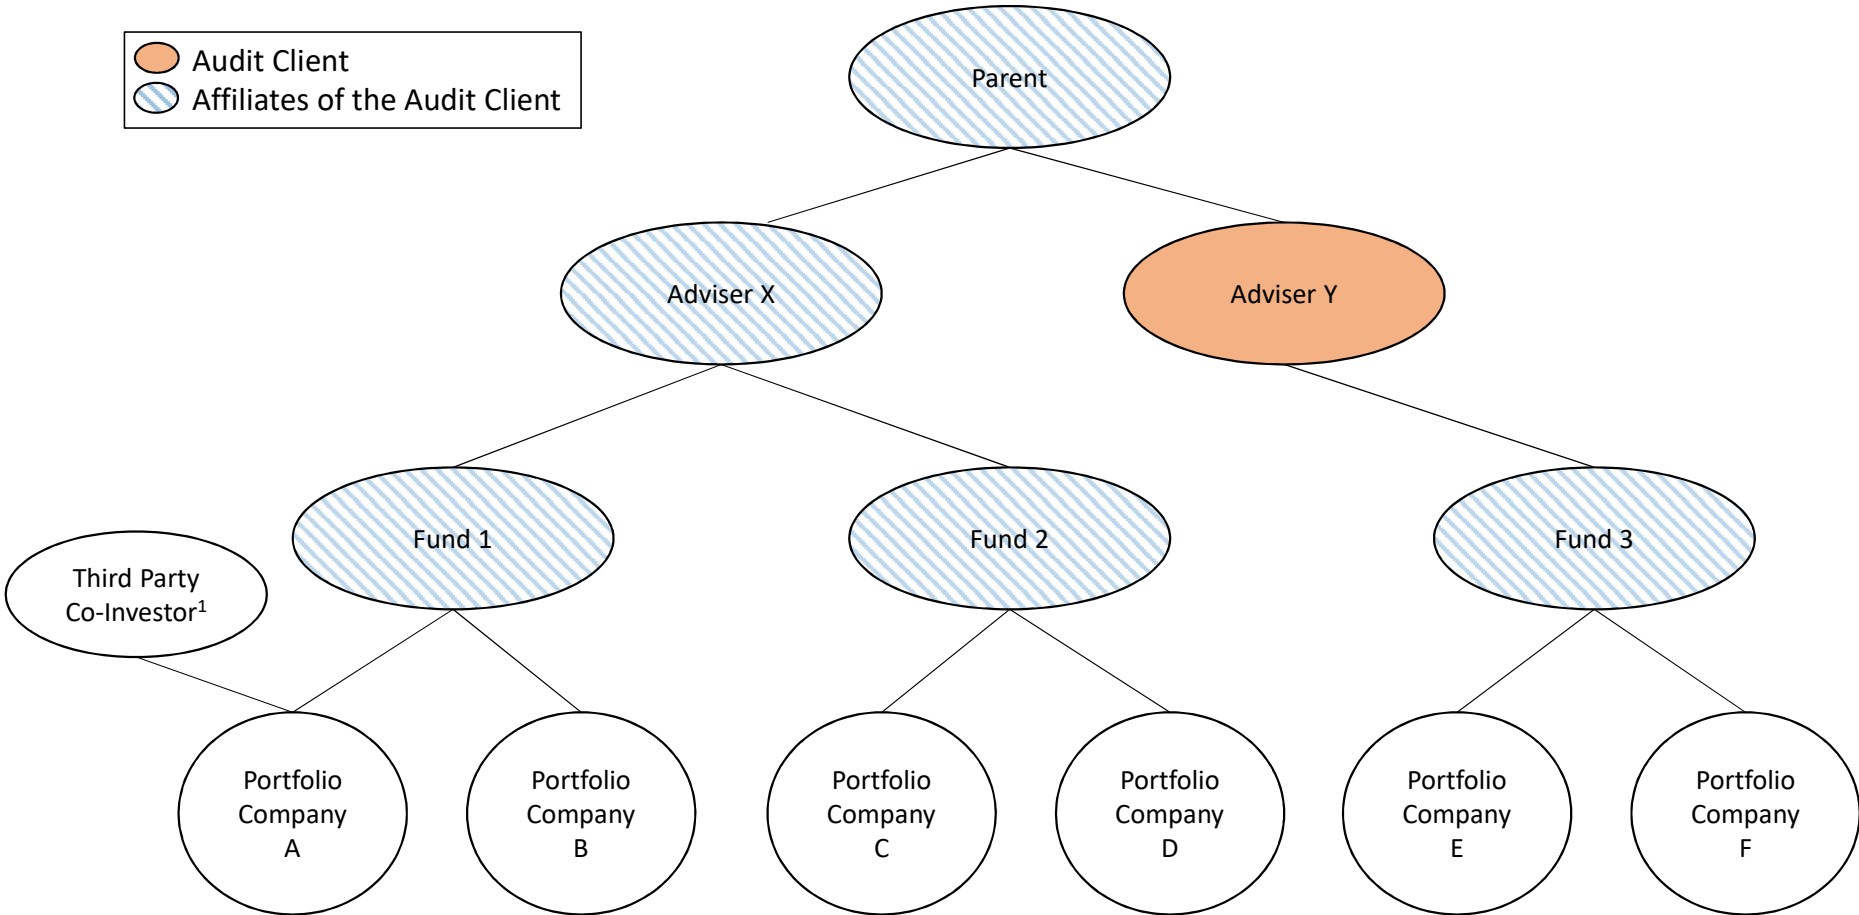 Audit Client
Affiliates of the Audit Client
Parent
Adviser X
Adviser Y
Fund 1
Fund 2
Fund 3
Third Party
Co-Investor¹
Portfolio
Company
A
Portfolio
Company
B
Portfolio
Company
C
Portfolio
Company
D
Portfolio
Company
E
Portfolio
Company
F